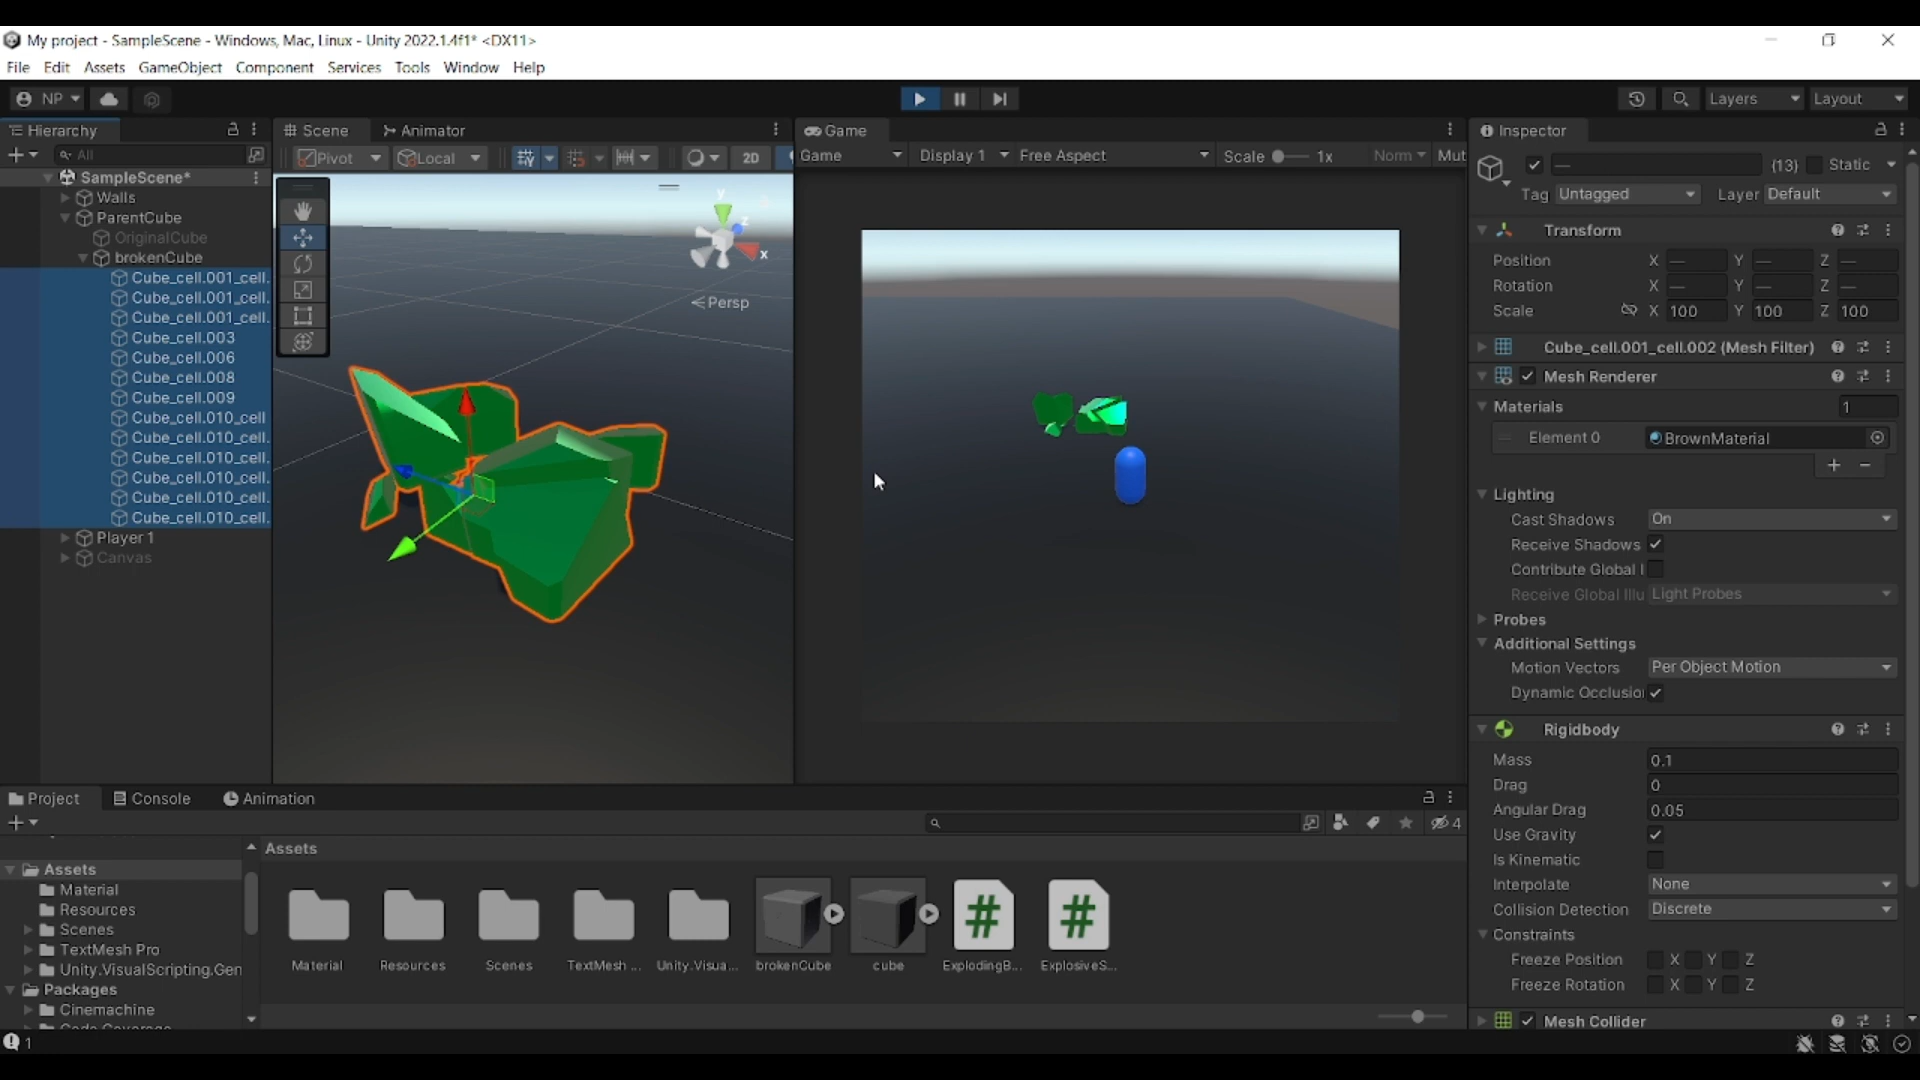 My project - SampleScene - Windows, Mac, Linux - Unity 2022.1.4f1* <DX11>
File Edit Assets GameObject Component Services Tools Window Help
NP Layers Layout
Hierarchy
All
SampleScene*
Walls
ParentCube
OriginalCube
brokenCube
Cube_cell.001_cell.
Cube_cell.001_cell.
Cube_cell.001_cell.
Cube_cell.003
Cube_cell.006
Cube_cell.008
Cube_cell.009
Cube_cell.010_cell
Cube_cell.010_cell.
Cube_cell.010_cell.
Cube_cell.010_cell.
Cube_cell.010_cell.
Cube_cell.010_cell.
Player 1
Canvas
Scene Animator
Pivot Local 2D
y
z
x
Persp
Game
Game Display 1 Free Aspect Scale 1x Norm Mut
Inspector
— (13) Static
Tag Untagged Layer Default
Transform
Position X — Y — Z —
Rotation X — Y — Z —
Scale X 100 Y 100 Z 100
Cube_cell.001_cell.002 (Mesh Filter)
Mesh Renderer
Materials 1
Element 0 BrownMaterial
+ −
Lighting
Cast Shadows On
Receive Shadows
Contribute Global I
Receive Global Illu Light Probes
Probes
Additional Settings
Motion Vectors Per Object Motion
Dynamic Occlusio
Rigidbody
Mass 0.1
Drag 0
Angular Drag 0.05
Use Gravity
Is Kinematic
Interpolate None
Collision Detection Discrete
Constraints
Freeze Position X Y Z
Freeze Rotation X Y Z
Mesh Collider
Project Console Animation
4
Assets
Material
Resources
Scenes
TextMesh Pro
Unity.VisualScripting.Gen
Packages
Cinemachine
Code Coverage
Assets
Material Resources Scenes TextMesh ... Unity.Visua... brokenCube cube ExplodingB... ExplosiveS...
1